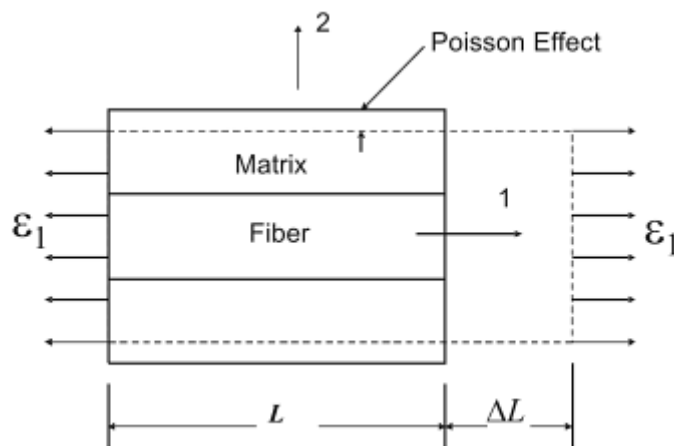 2
Poisson Effect
Matrix
1
ε₁
Fiber
ε₁
L
ΔL